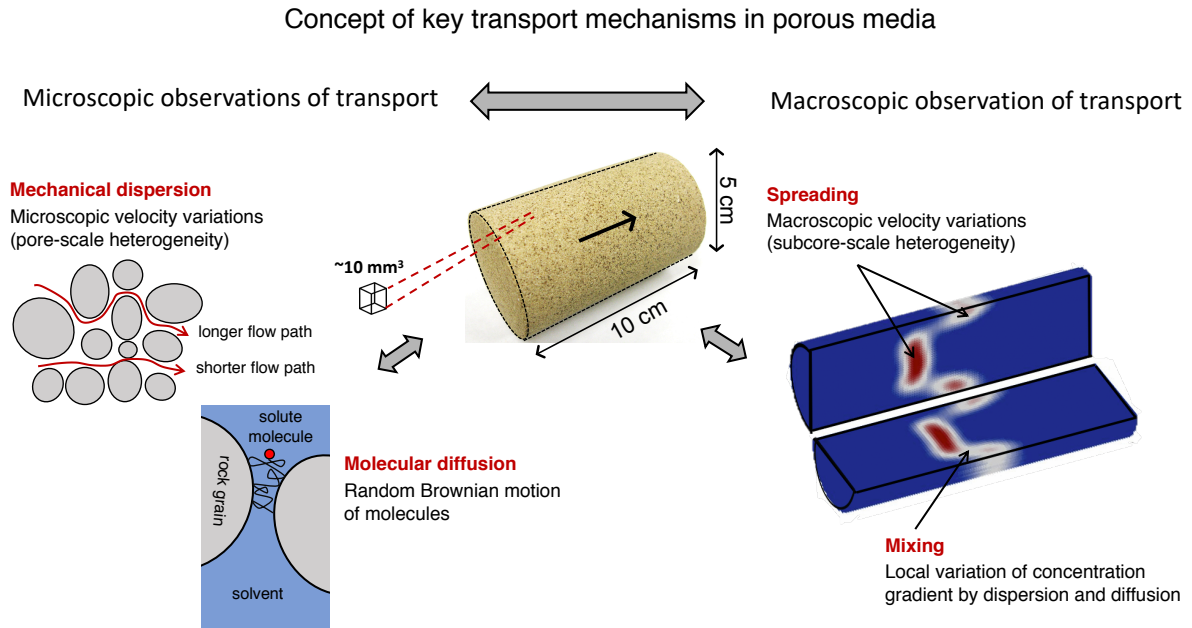 Concept of key transport mechanisms in porous media
Microscopic observations of transport
Macroscopic observation of transport
Mechanical dispersion
Microscopic velocity variations
(pore-scale heterogeneity)
longer flow path
shorter flow path
~10 mm³
5 cm
10 cm
Spreading
Macroscopic velocity variations
(subcore-scale heterogeneity)
solute
molecule
rock grain
solvent
Molecular diffusion
Random Brownian motion
of molecules
Mixing
Local variation of concentration
gradient by dispersion and diffusion